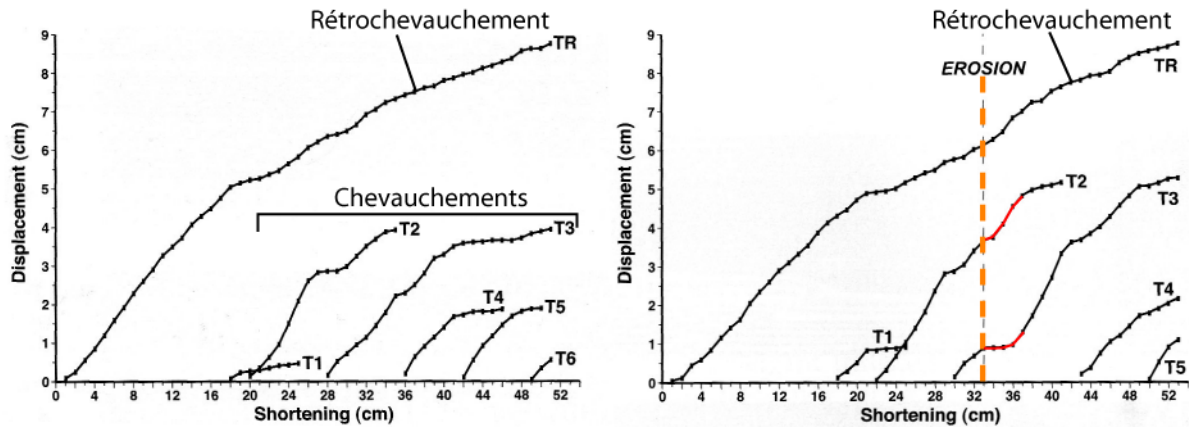 Rétrochevauchement
TR
Chevauchements
T2
T3
T4
T5
T1
T6
Displacement (cm)
9
8
7
6
5
4
3
2
1
0
0 4 8 12 16 20 24 28 32 36 40 44 48 52
Shortening (cm)
Rétrochevauchement
EROSION
TR
T2
T3
T1
T4
T5
Displacement (cm)
9
8
7
6
5
4
3
2
1
0
0 4 8 12 16 20 24 28 32 36 40 44 48 52
Shortening (cm)